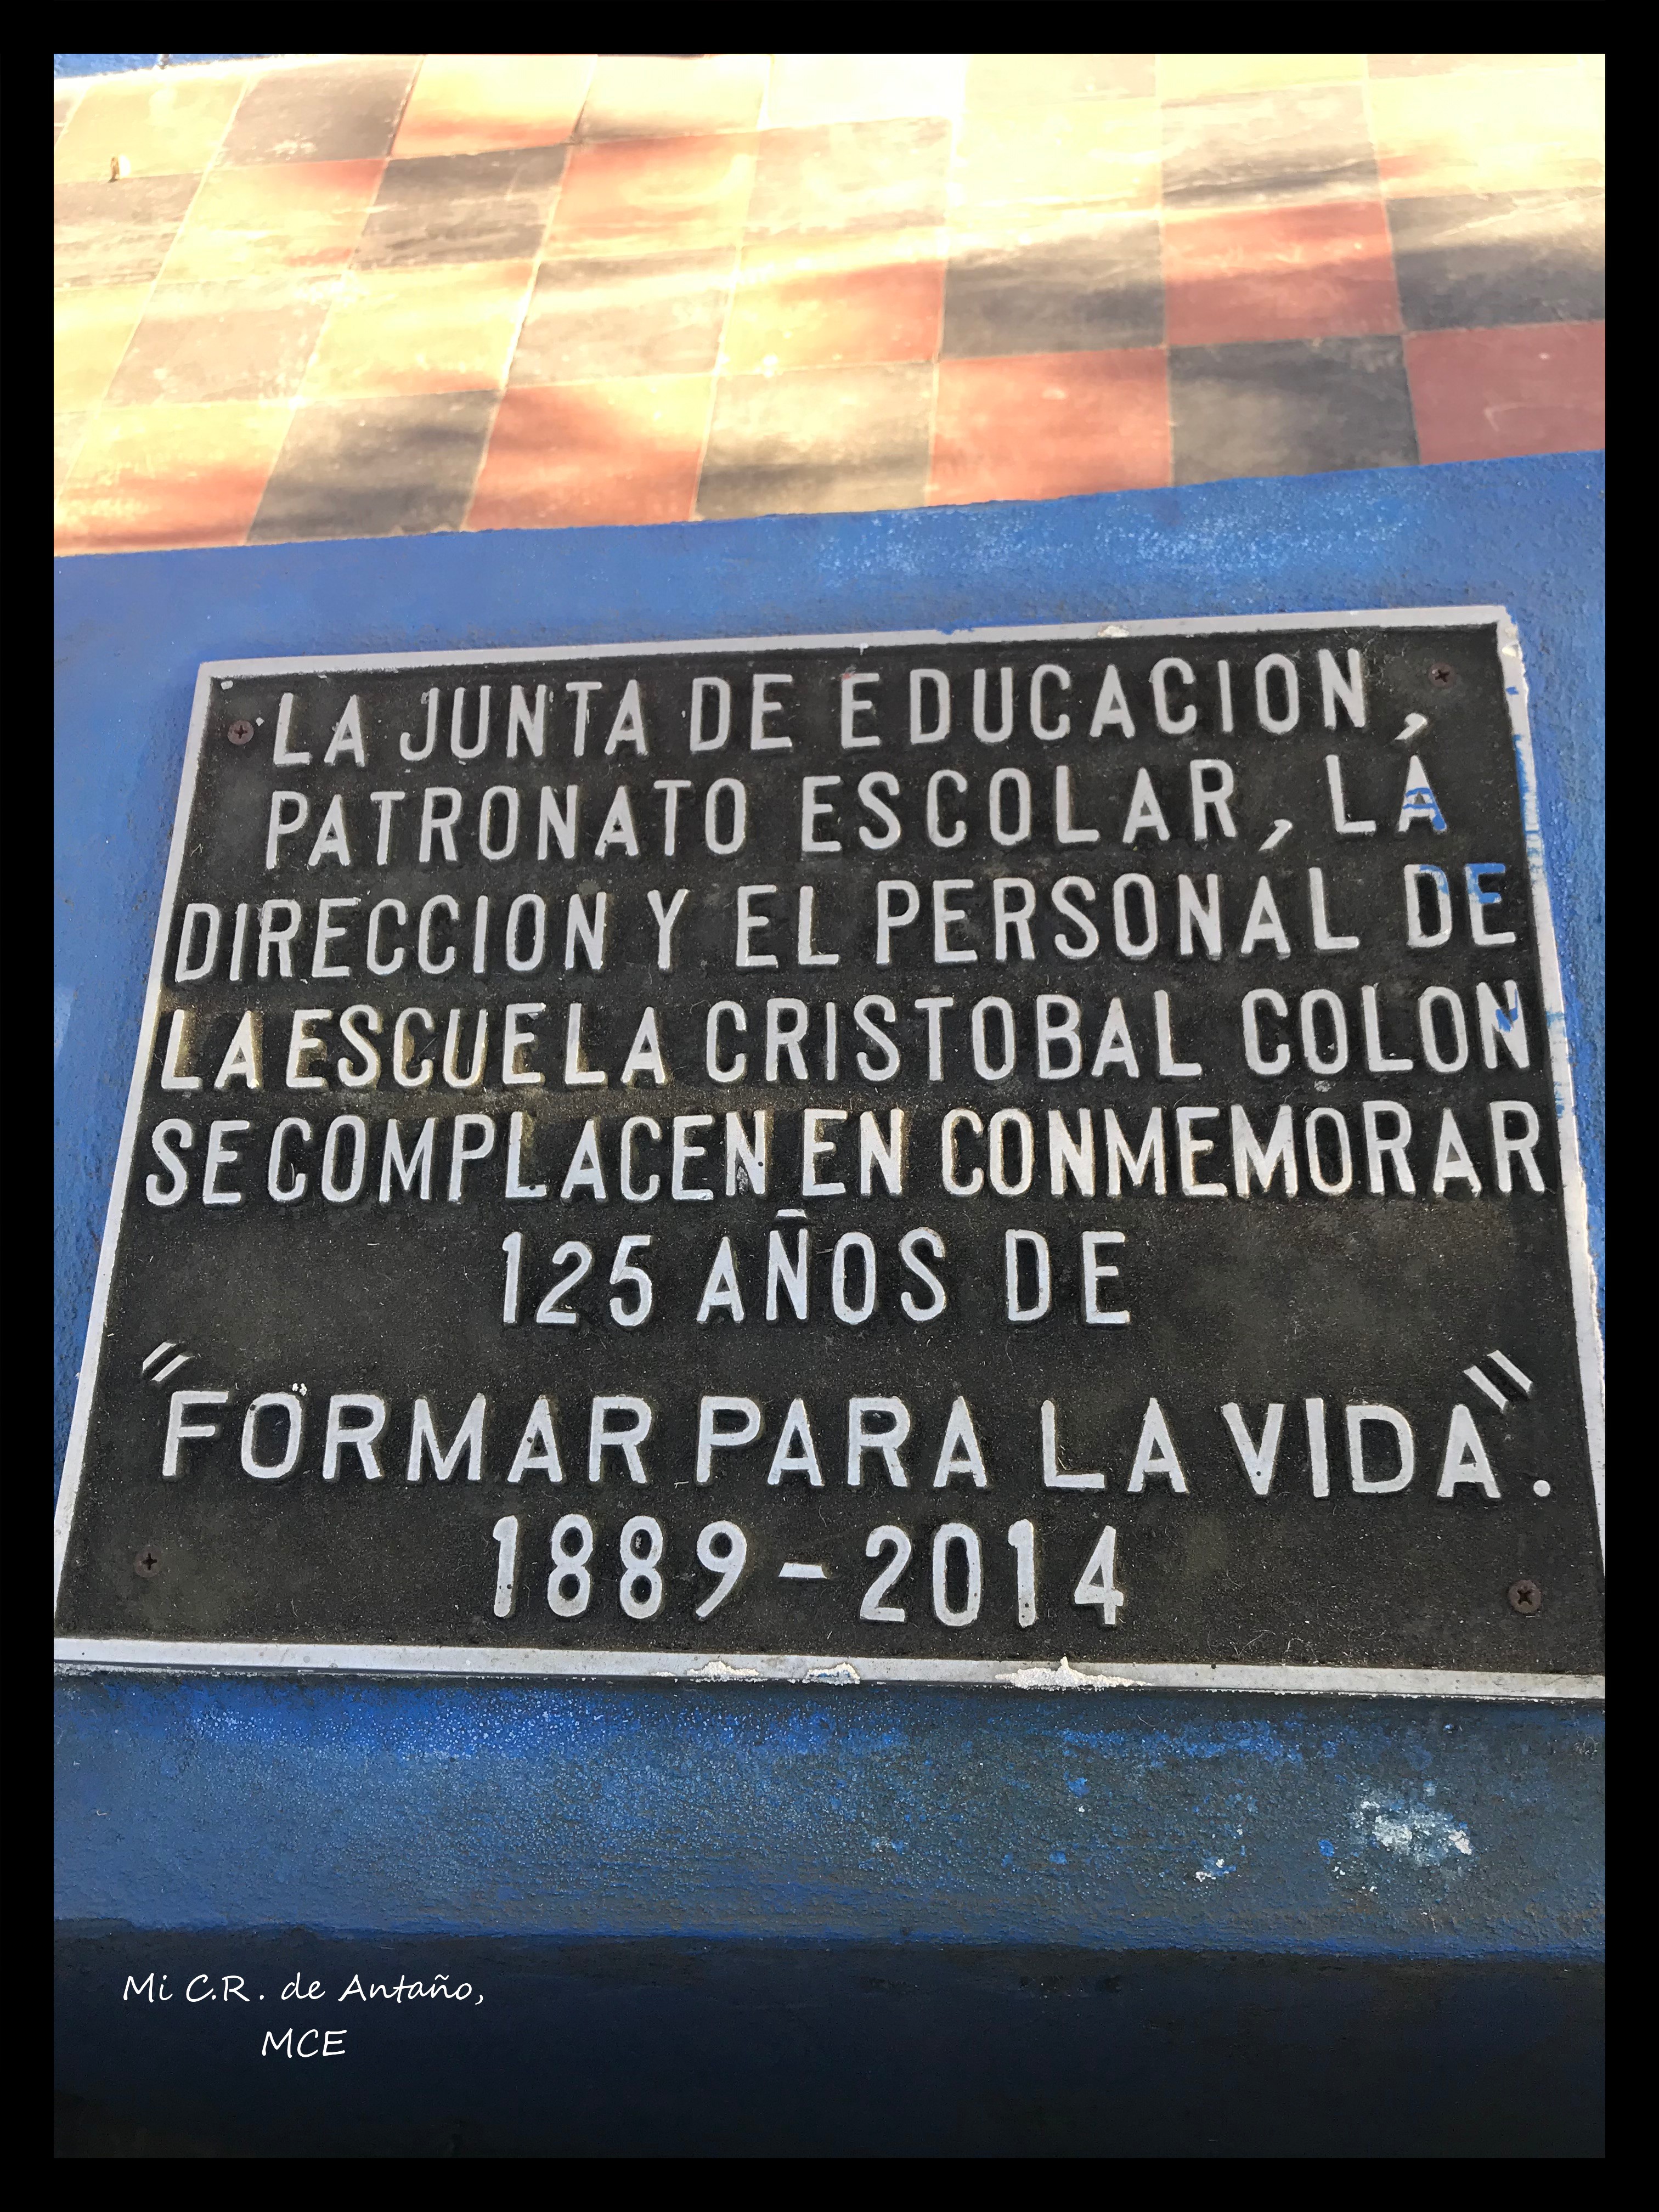 LA JUNTA DE EDUCACION,
PATRONATO ESCOLAR, LA
DIRECCION Y EL PERSONAL DE
LA ESCUELA CRISTOBAL COLON
SE COMPLACEN EN CONMEMORAR
125 AÑOS DE
"FORMAR PARA LA VIDA".
1889-2014
Mi C.R. de Antaño,
MCE